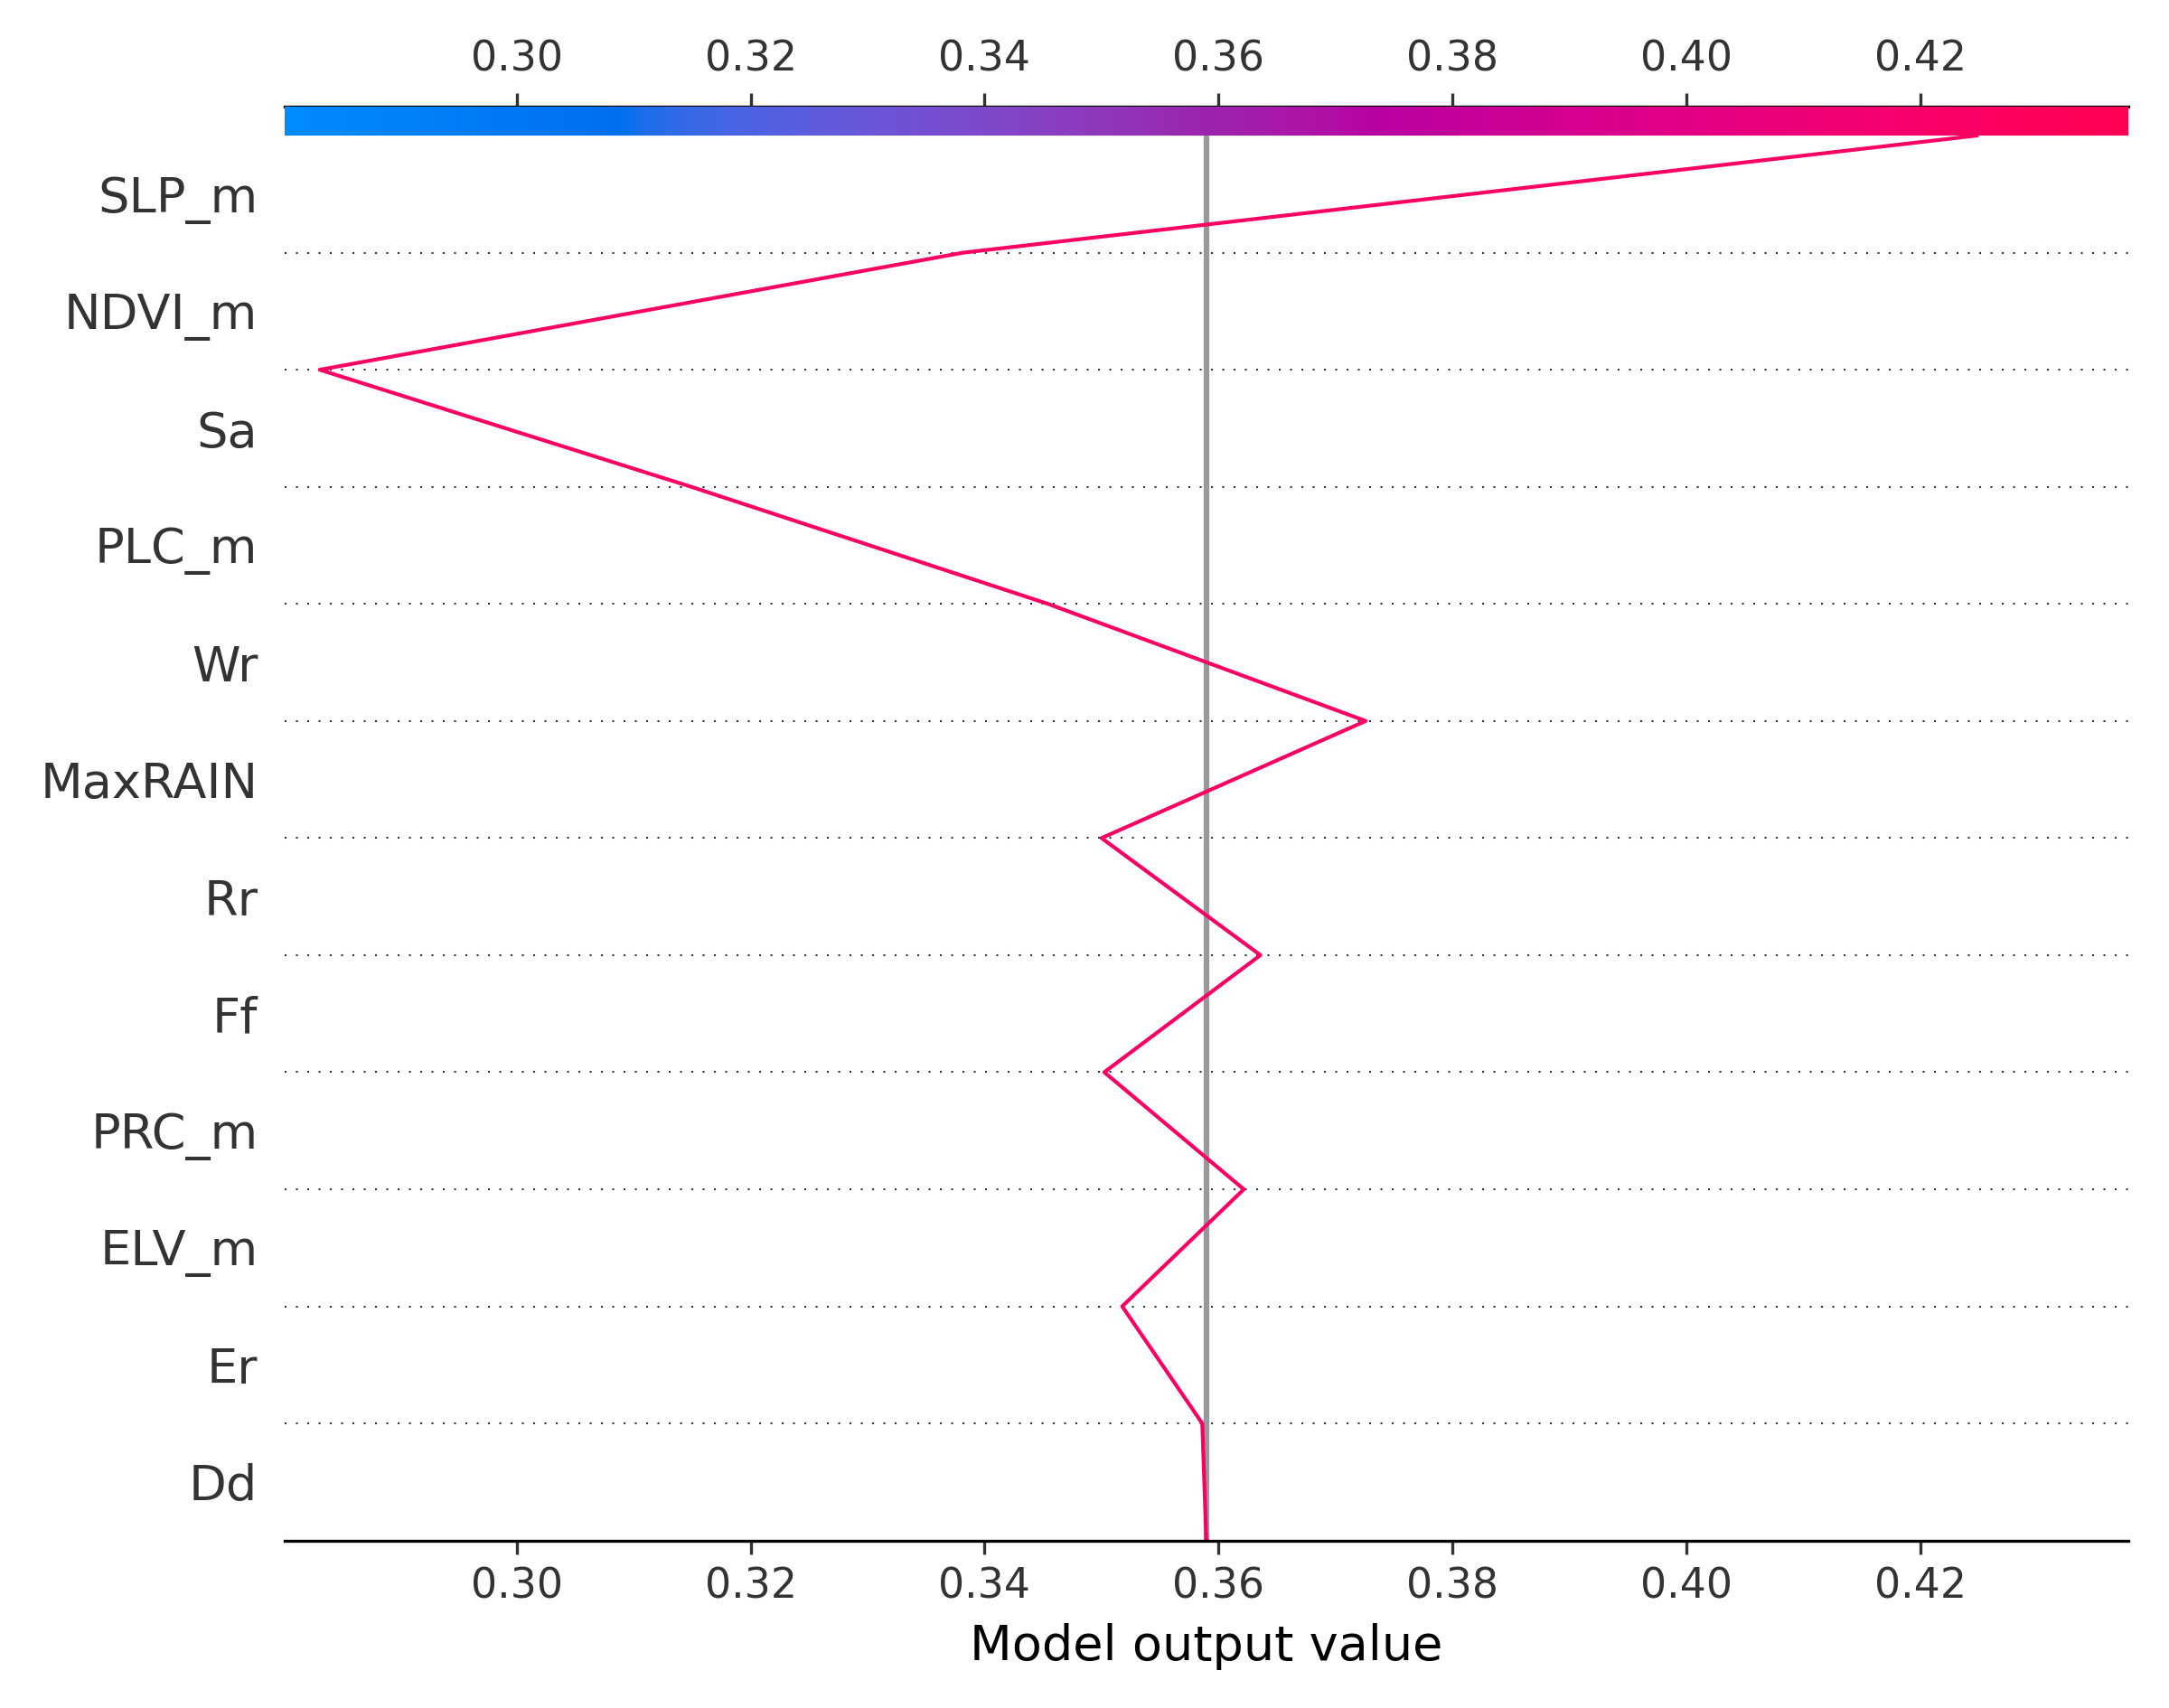 0.30 0.32 0.34 0.36 0.38 0.40 0.42
SLP_m
NDVI_m
Sa
PLC_m
Wr
MaxRAIN
Rr
Ff
PRC_m
ELV_m
Er
Dd
0.30 0.32 0.34 0.36 0.38 0.40 0.42
Model output value